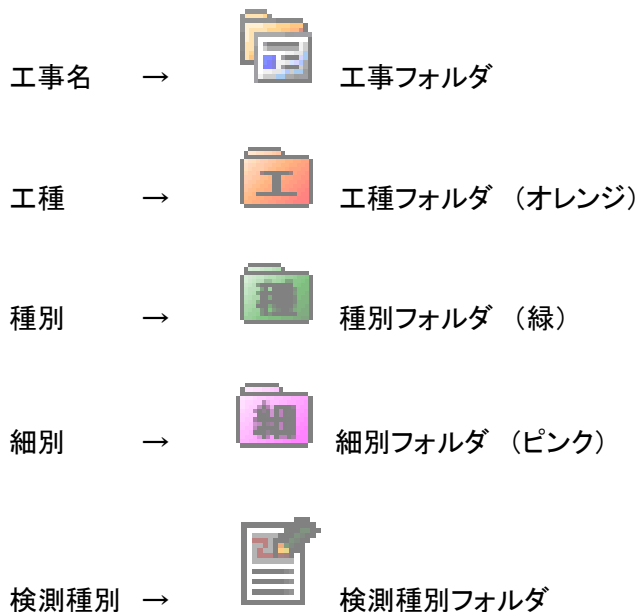 工事名 → 工事フォルダ
工種 → 工 工種フォルダ （オレンジ）
種別 → 種 種別フォルダ （緑）
細別 → 細 細別フォルダ （ピンク）
検測種別 → 検測種別フォルダ